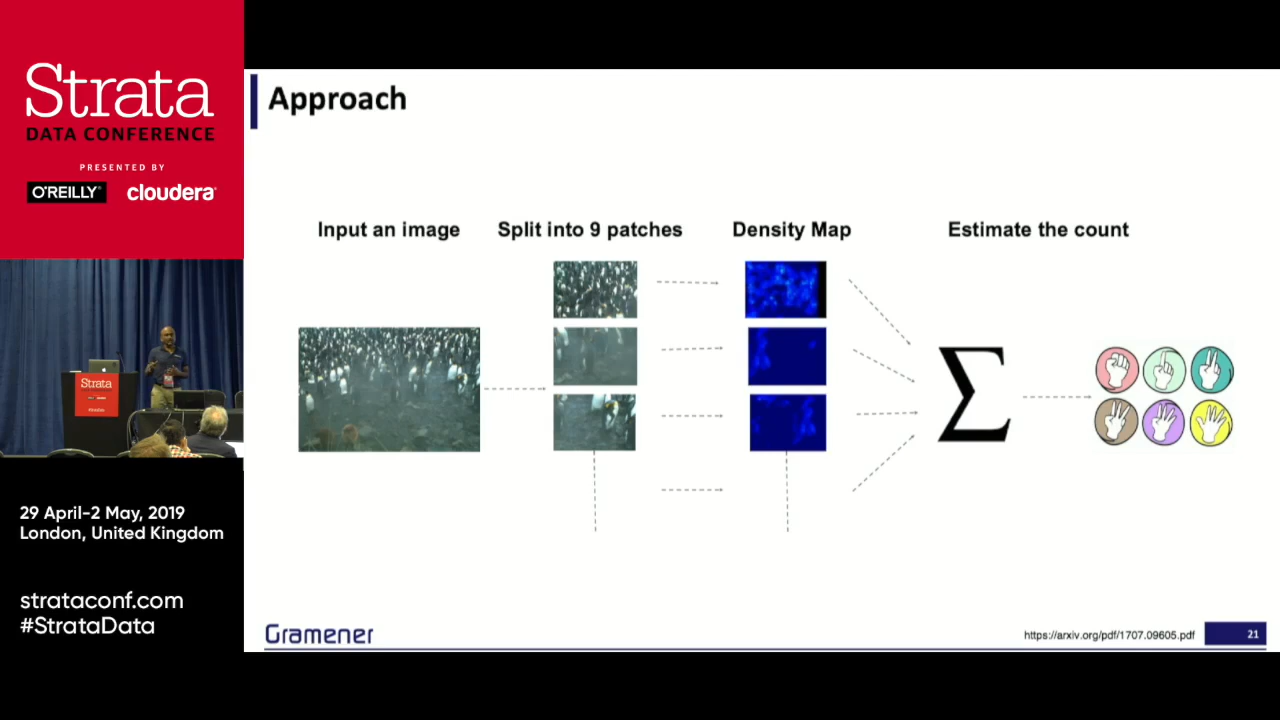 Strata
DATA CONFERENCE
PRESENTED BY
O'REILLY
cloudera
Strata
29 April-2 May, 2019
London, United Kingdom
strataconf.com
#StrataData
Approach
Input an image
Split into 9 patches
Density Map
Estimate the count
Σ
Gramener
https://arxiv.org/pdf/1707.09605.pdf
21